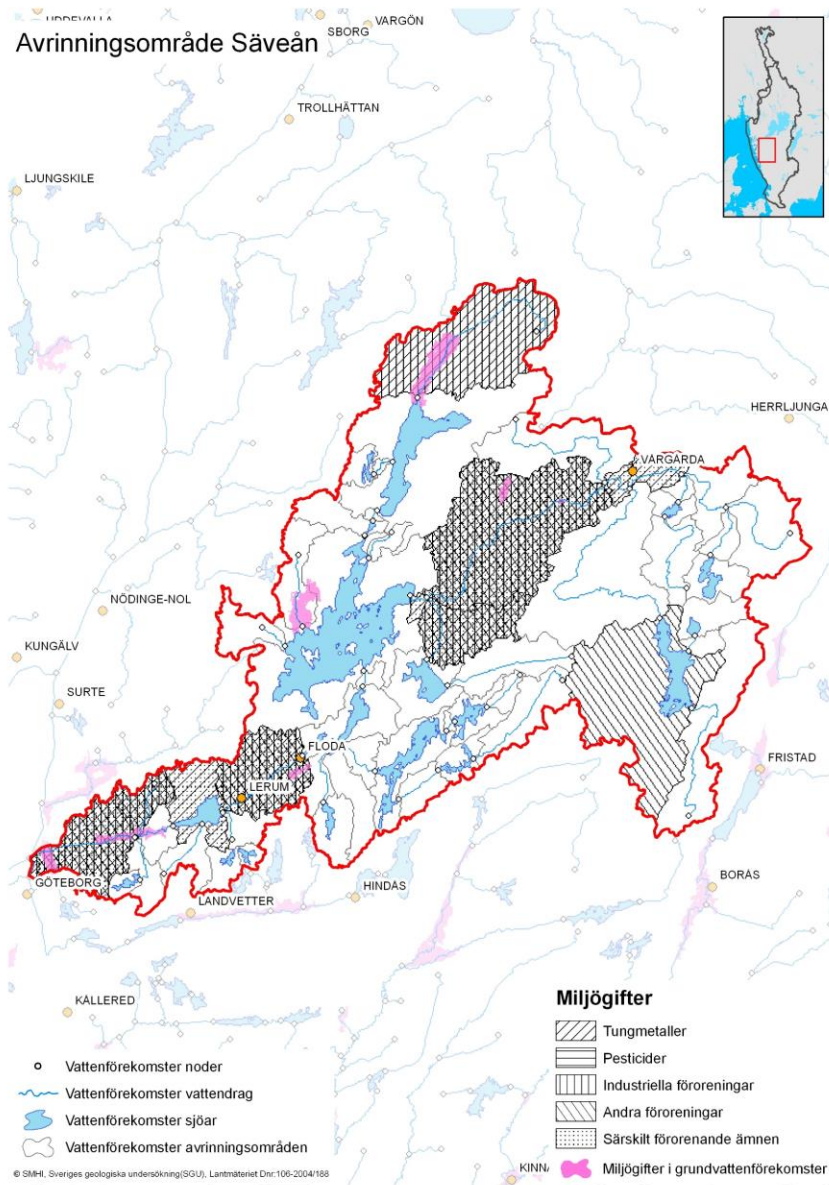 Avrinningsområde Säveån
UDDEVALLA
VARGÖN
SBORG
TROLLHÄTTAN
LJUNGSKILE
HERRLJUNGA
VÅRGÅRDA
NÖDINGE-NOL
KUNGÄLV
SURTE
FLODA
FRISTAD
LERUM
GÖTEBORG
BORÅS
HINDÅS
LANDVETTER
KÅLLERED
Miljögifter
Tungmetaller
Pesticider
Industriella föroreningar
Andra föroreningar
Särskilt förorenande ämnen
Miljögifter i grundvattenförekomster
Vattenförekomster noder
Vattenförekomster vattendrag
Vattenförekomster sjöar
Vattenförekomster avrinningsområden
© SMHI, Sveriges geologiska undersökning(SGU), Lantmäteriet Dnr:106-2004/188
KINNA